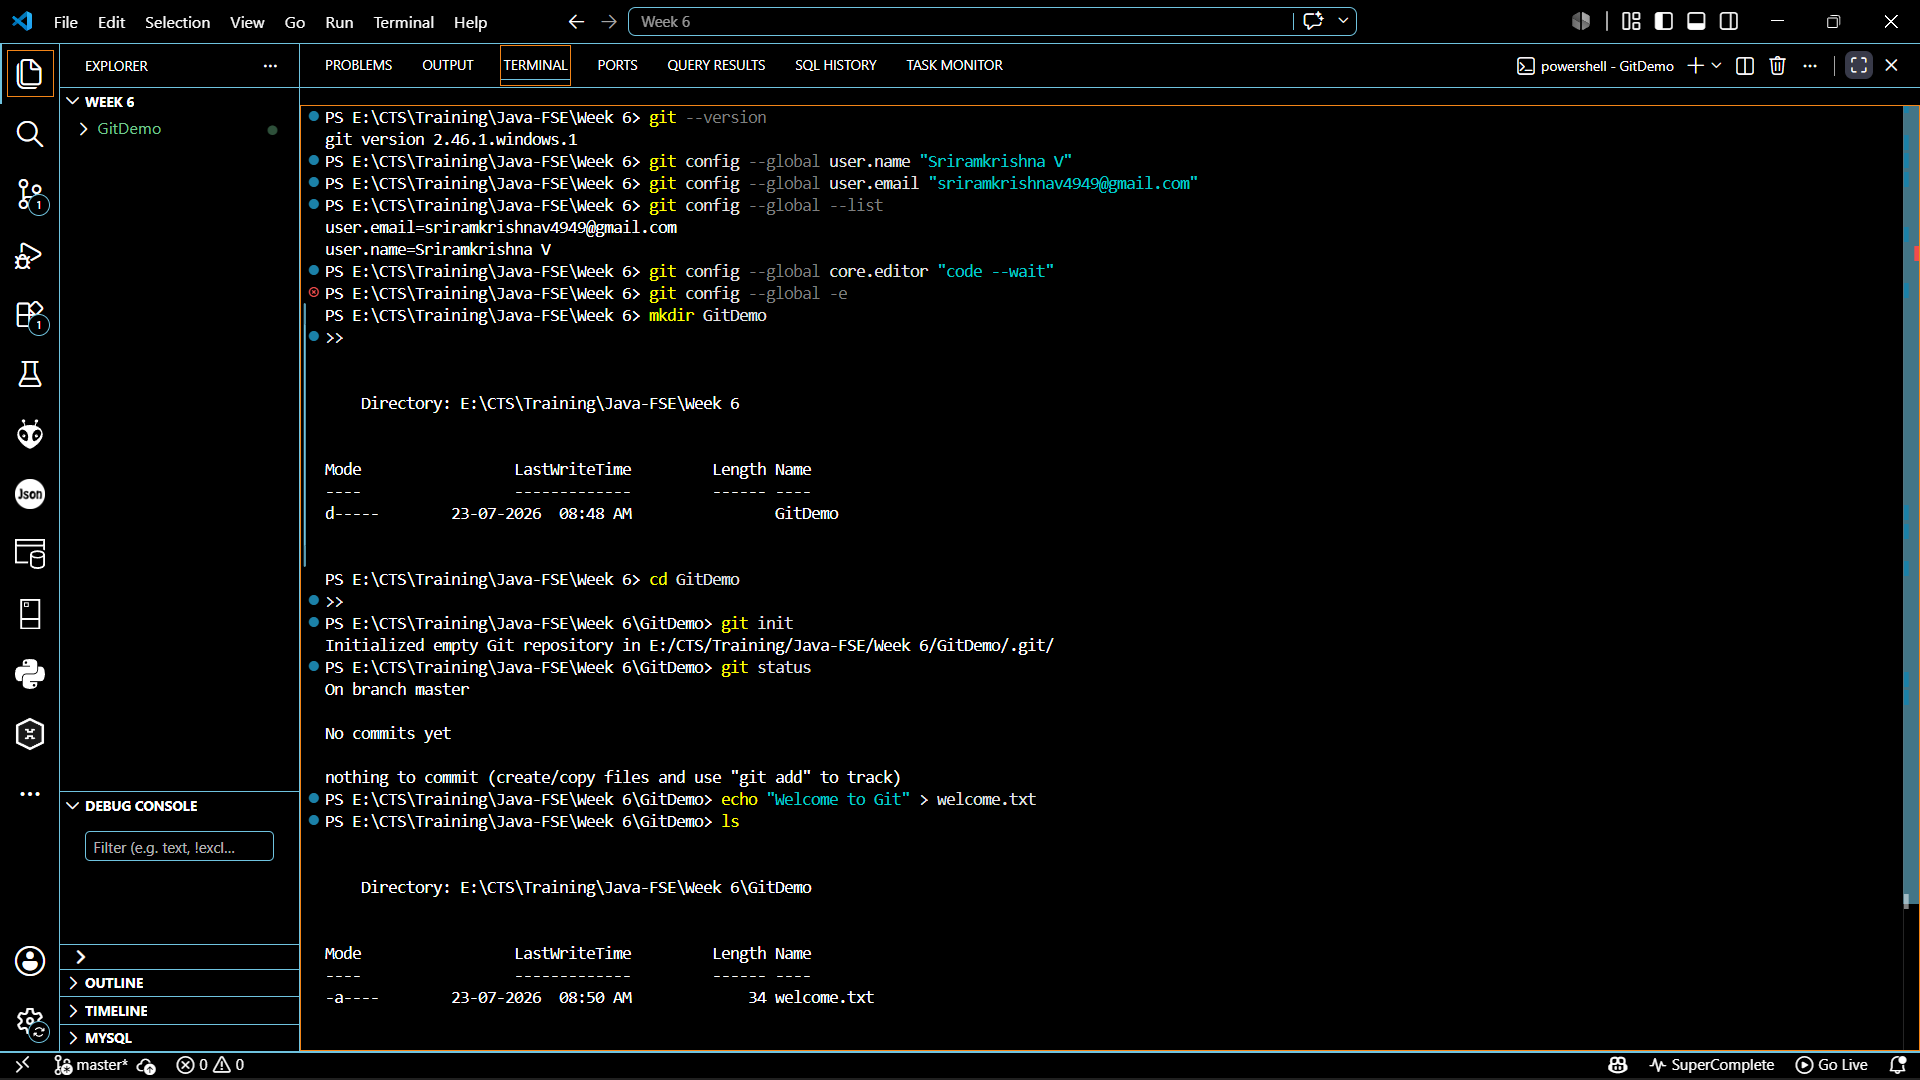 File Edit Selection View Go Run Terminal Help
Week 6
EXPLORER
PROBLEMS OUTPUT TERMINAL PORTS QUERY RESULTS SQL HISTORY TASK MONITOR
powershell - GitDemo
WEEK 6
GitDemo
1
1
Json
PS E:\CTS\Training\Java-FSE\Week 6> git --version
git version 2.46.1.windows.1
PS E:\CTS\Training\Java-FSE\Week 6> git config --global user.name "Sriramkrishna V"
PS E:\CTS\Training\Java-FSE\Week 6> git config --global user.email "sriramkrishnav4949@gmail.com"
PS E:\CTS\Training\Java-FSE\Week 6> git config --global --list
user.email=sriramkrishnav4949@gmail.com
user.name=Sriramkrishna V
PS E:\CTS\Training\Java-FSE\Week 6> git config --global core.editor "code --wait"
PS E:\CTS\Training\Java-FSE\Week 6> git config --global -e
PS E:\CTS\Training\Java-FSE\Week 6> mkdir GitDemo
>>
Directory: E:\CTS\Training\Java-FSE\Week 6
Mode LastWriteTime Length Name
---- ------------- ------ ----
d----- 23-07-2026 08:48 AM GitDemo
PS E:\CTS\Training\Java-FSE\Week 6> cd GitDemo
>>
PS E:\CTS\Training\Java-FSE\Week 6\GitDemo> git init
Initialized empty Git repository in E:/CTS/Training/Java-FSE/Week 6/GitDemo/.git/
PS E:\CTS\Training\Java-FSE\Week 6\GitDemo> git status
On branch master
No commits yet
nothing to commit (create/copy files and use "git add" to track)
PS E:\CTS\Training\Java-FSE\Week 6\GitDemo> echo "Welcome to Git" > welcome.txt
PS E:\CTS\Training\Java-FSE\Week 6\GitDemo> ls
Directory: E:\CTS\Training\Java-FSE\Week 6\GitDemo
Mode LastWriteTime Length Name
---- ------------- ------ ----
-a---- 23-07-2026 08:50 AM 34 welcome.txt
DEBUG CONSOLE
Filter (e.g. text, !excl...
OUTLINE
TIMELINE
MYSQL
master* 0 0 SuperComplete Go Live